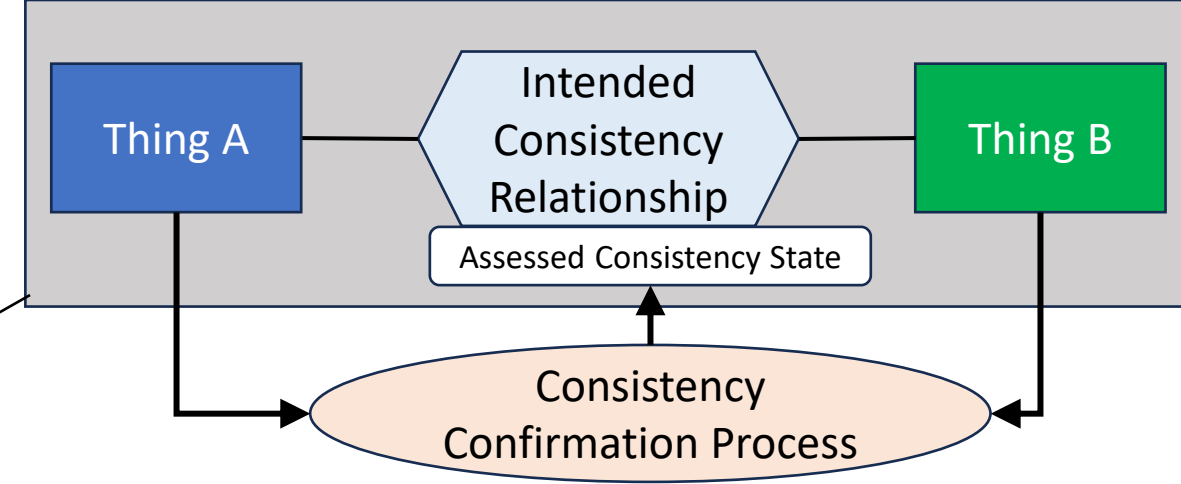 Thing A
Intended
Consistency
Relationship
Thing B
Assessed Consistency State
Consistency
Confirmation Process